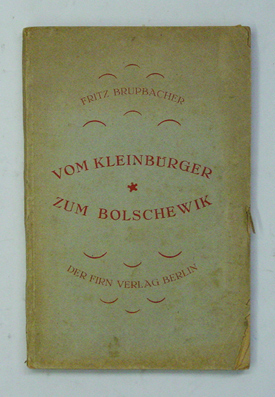 FRITZ BRUPBACHER
VOM KLEINBÜRGER
ZUM BOLSCHEWIK
DER FIRN VERLAG BERLIN